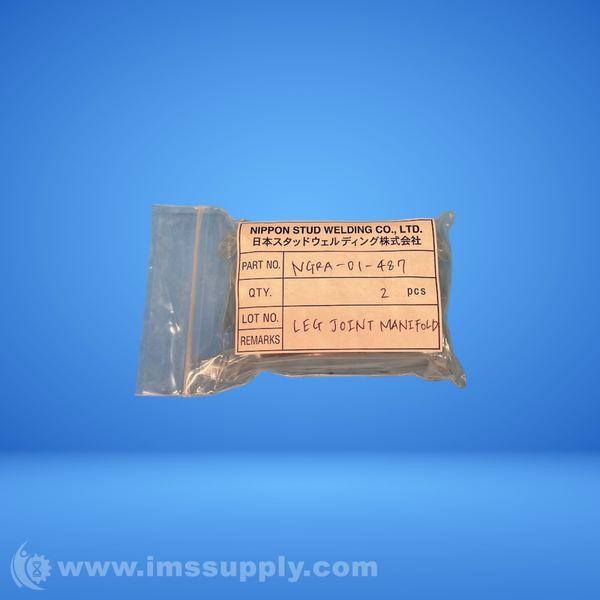 NIPPON STUD WELDING CO., LTD.
日本スタッドウェルディング株式会社
PART NO. NGRA-01-487
QTY. 2 pcs
LOT NO.
LEG JOINT MANIFOLD
REMARKS
www.imssupply.com